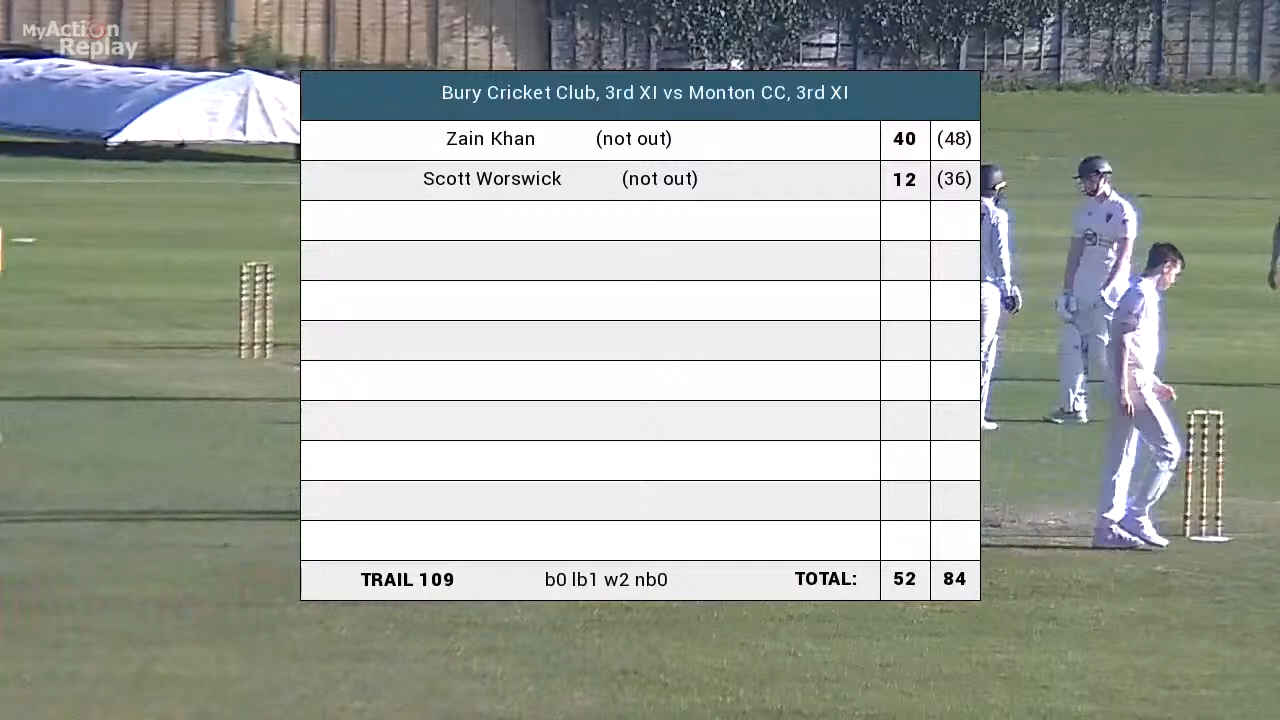 MyAction
Replay
Bury Cricket Club, 3rd XI vs Monton CC, 3rd XI
Zain Khan (not out) 40 (48)
Scott Worswick (not out) 12 (36)
TRAIL 109 b0 lb1 w2 nb0 TOTAL: 52 84